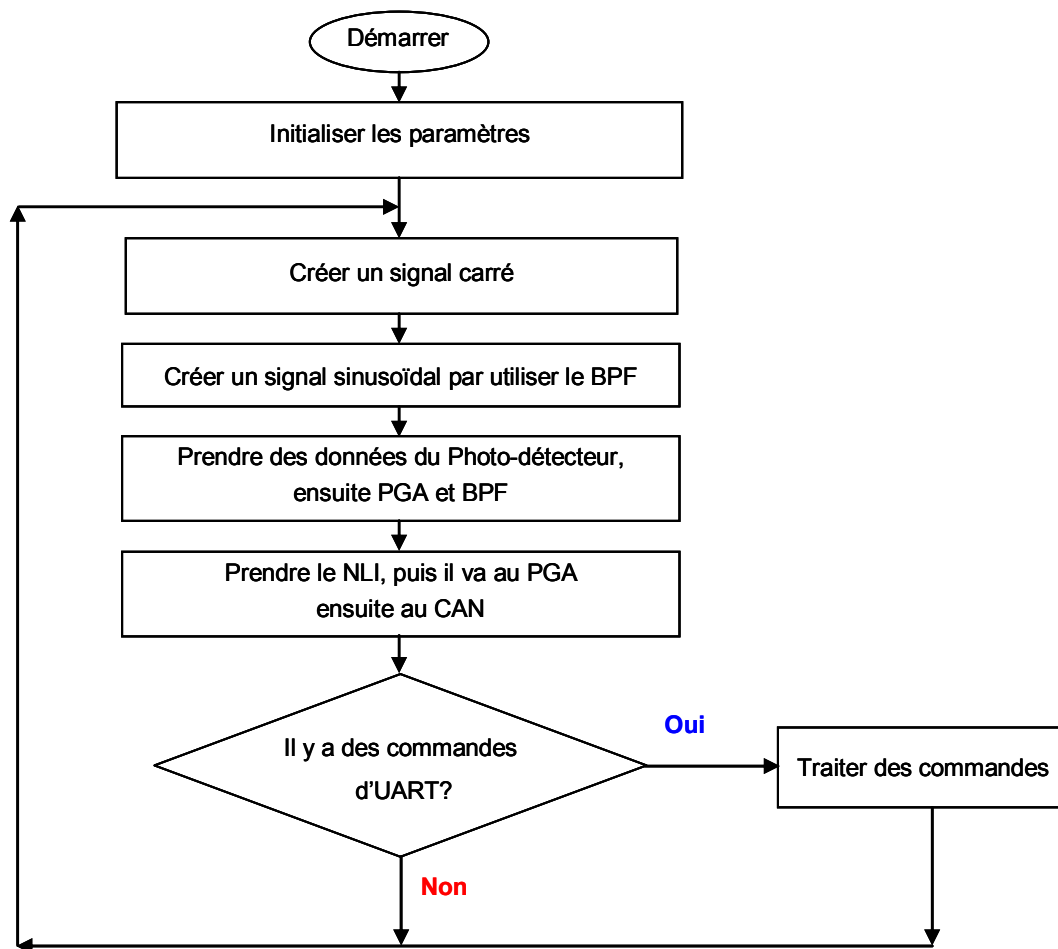 Démarrer
Initialiser les paramètres
Créer un signal carré
Créer un signal sinusoïdal par utiliser le BPF
Prendre des données du Photo-détecteur,
ensuite PGA et BPF
Prendre le NLI, puis il va au PGA
ensuite au CAN
Il y a des commandes
d'UART?
Oui
Traiter des commandes
Non